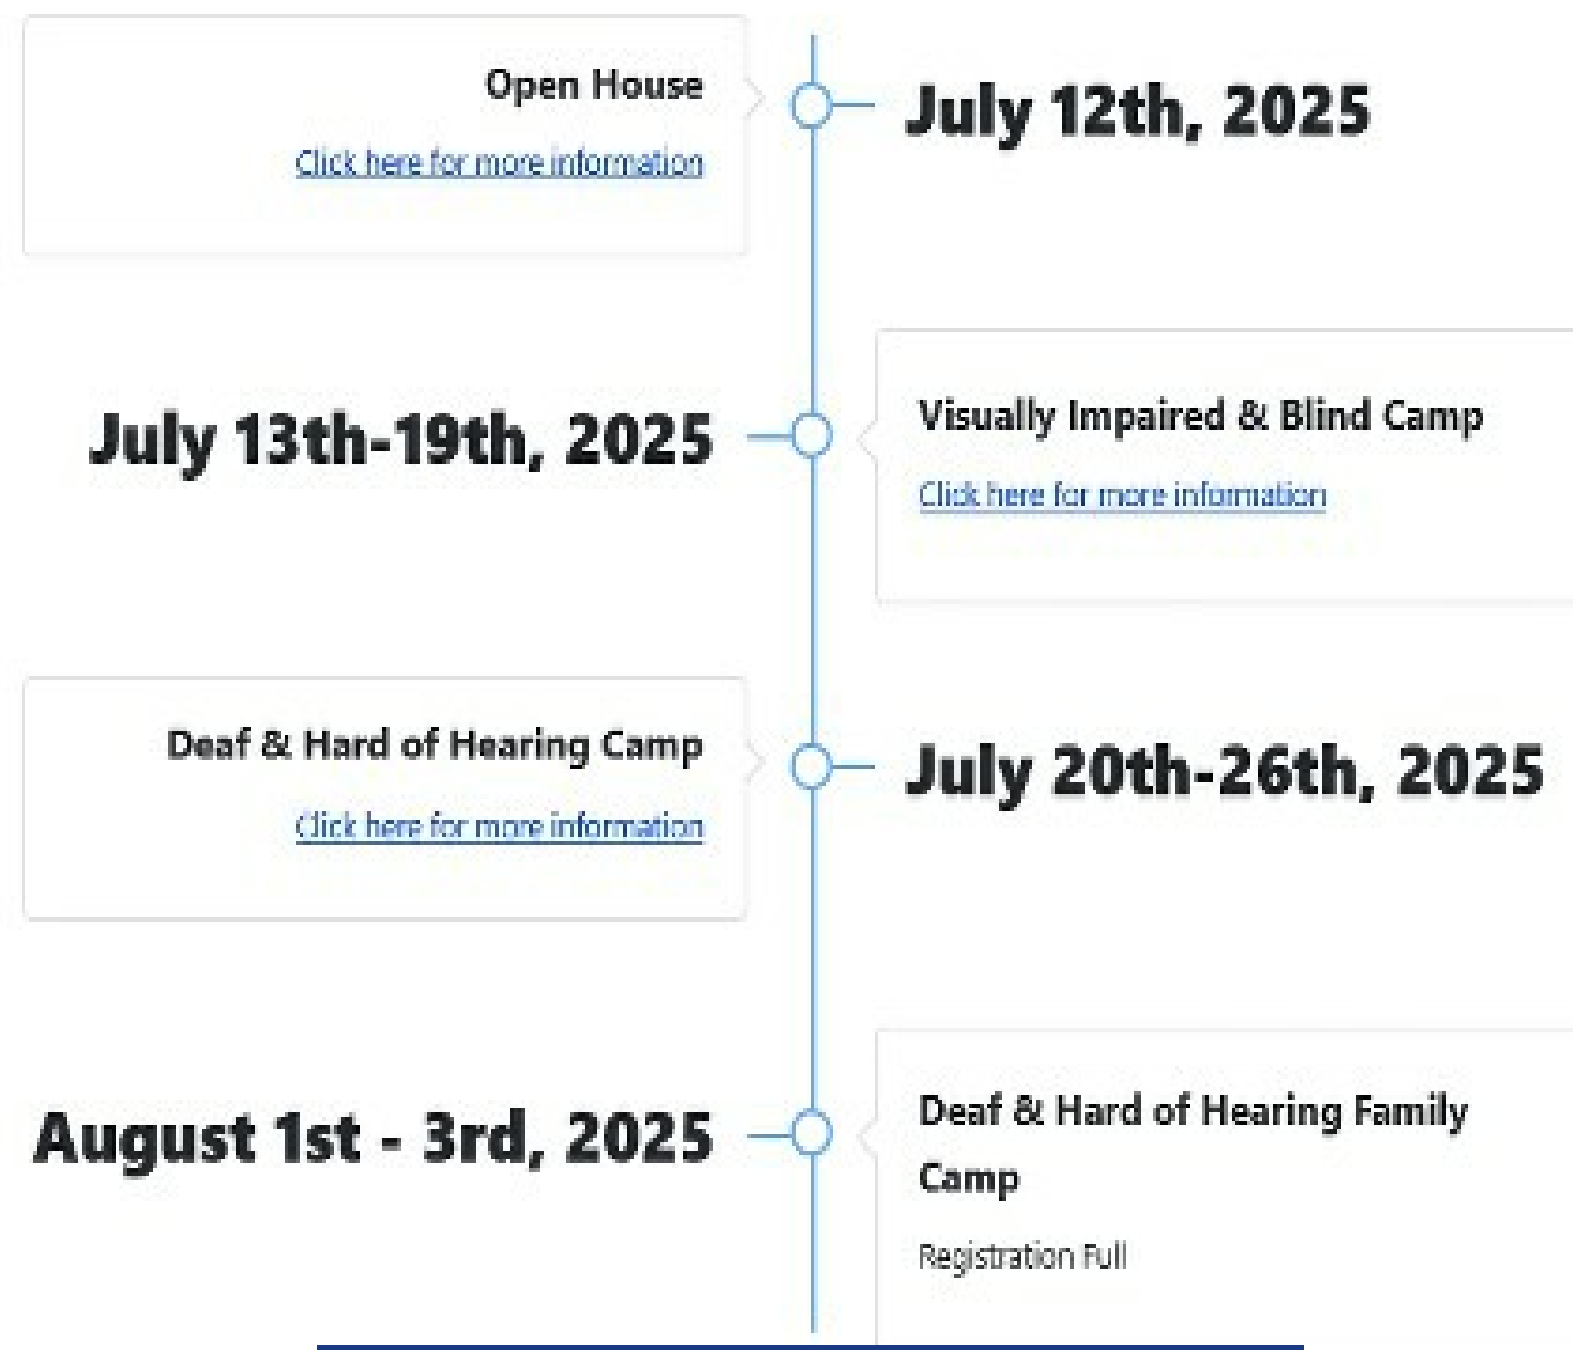 Open House
July 12th, 2025
Click here for more information
July 13th-19th, 2025
Visually Impaired & Blind Camp
Click here for more information
Deaf & Hard of Hearing Camp
July 20th-26th, 2025
Click here for more information
August 1st - 3rd, 2025
Deaf & Hard of Hearing Family
Camp
Registration Full